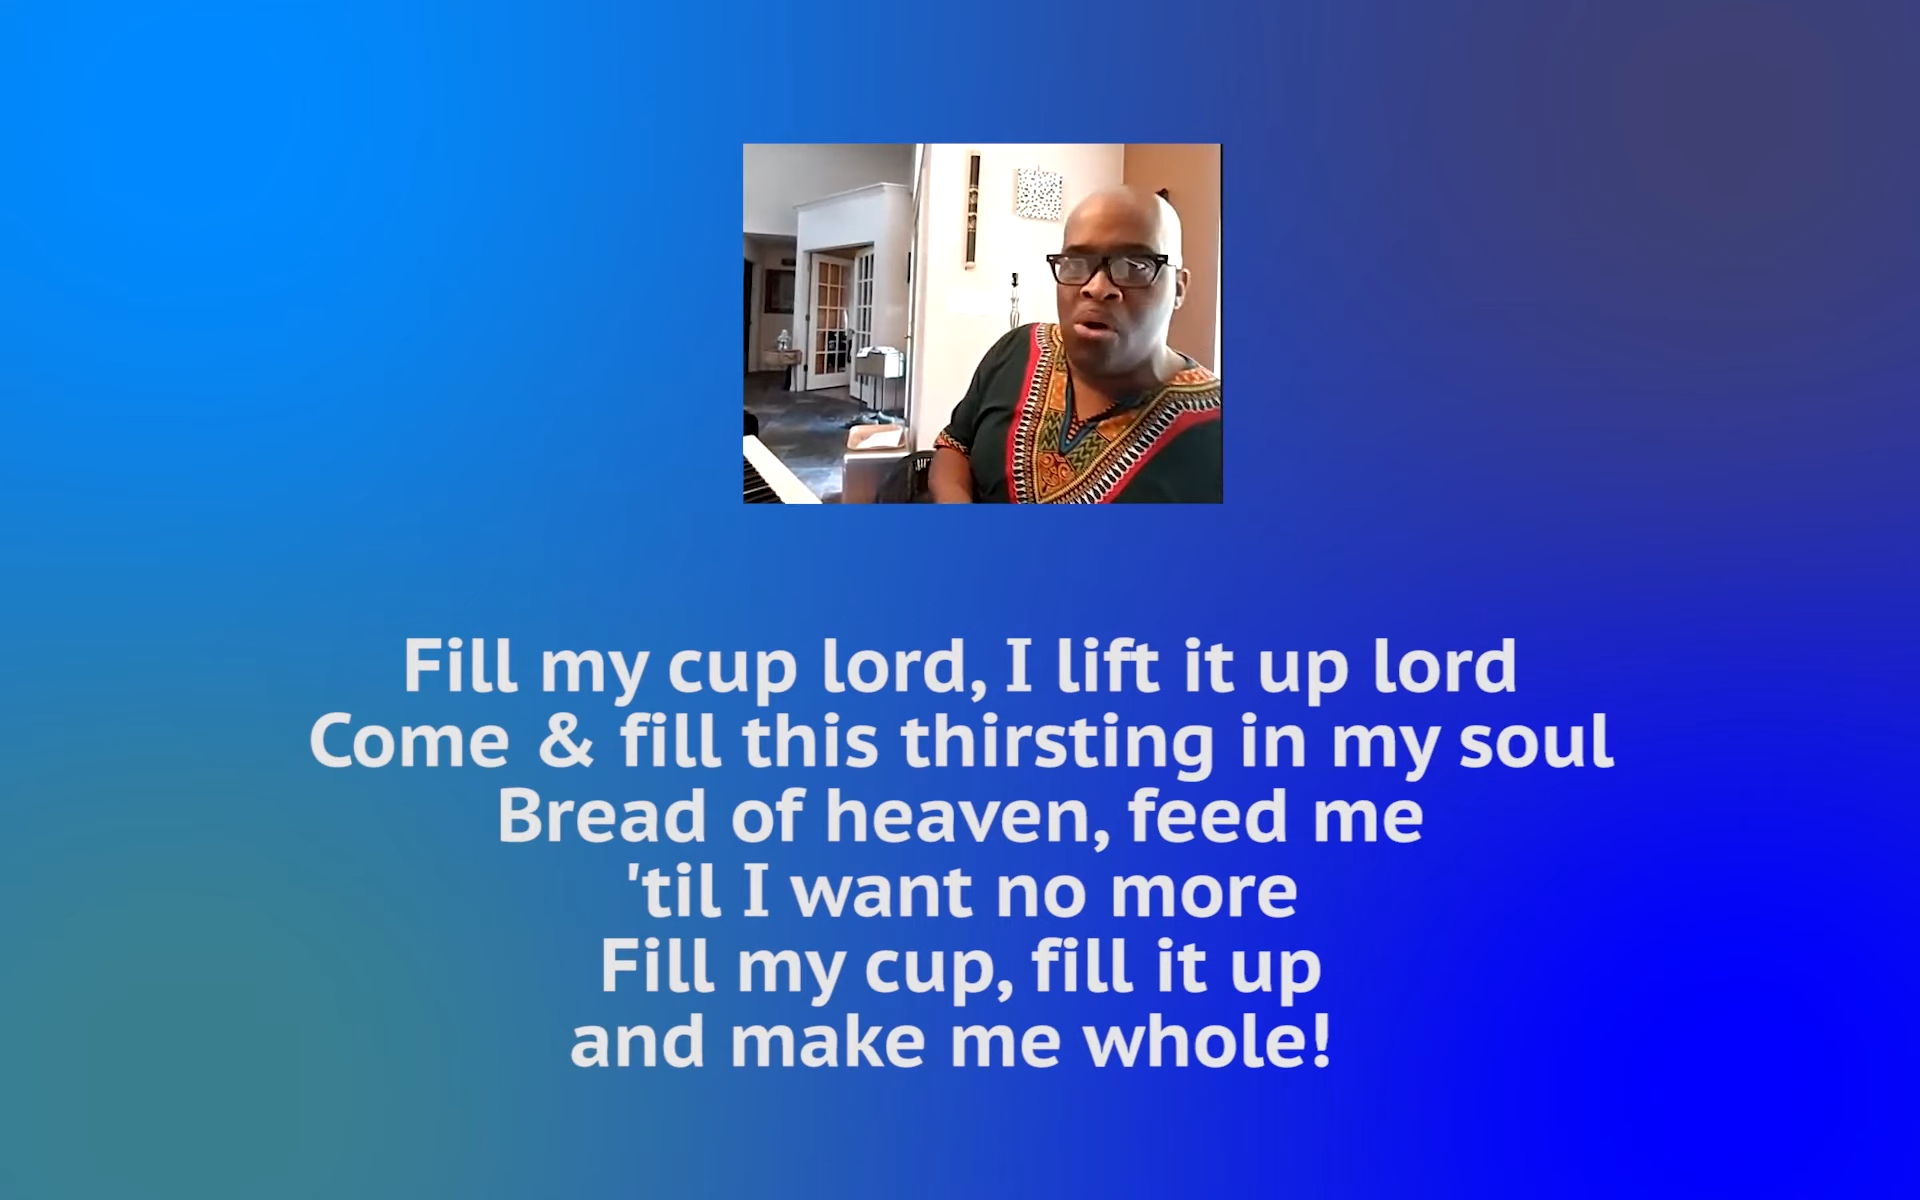 Fill my cup lord, I lift it up lord
Come & fill this thirsting in my soul
Bread of heaven, feed me
'til I want no more
Fill my cup, fill it up
and make me whole!